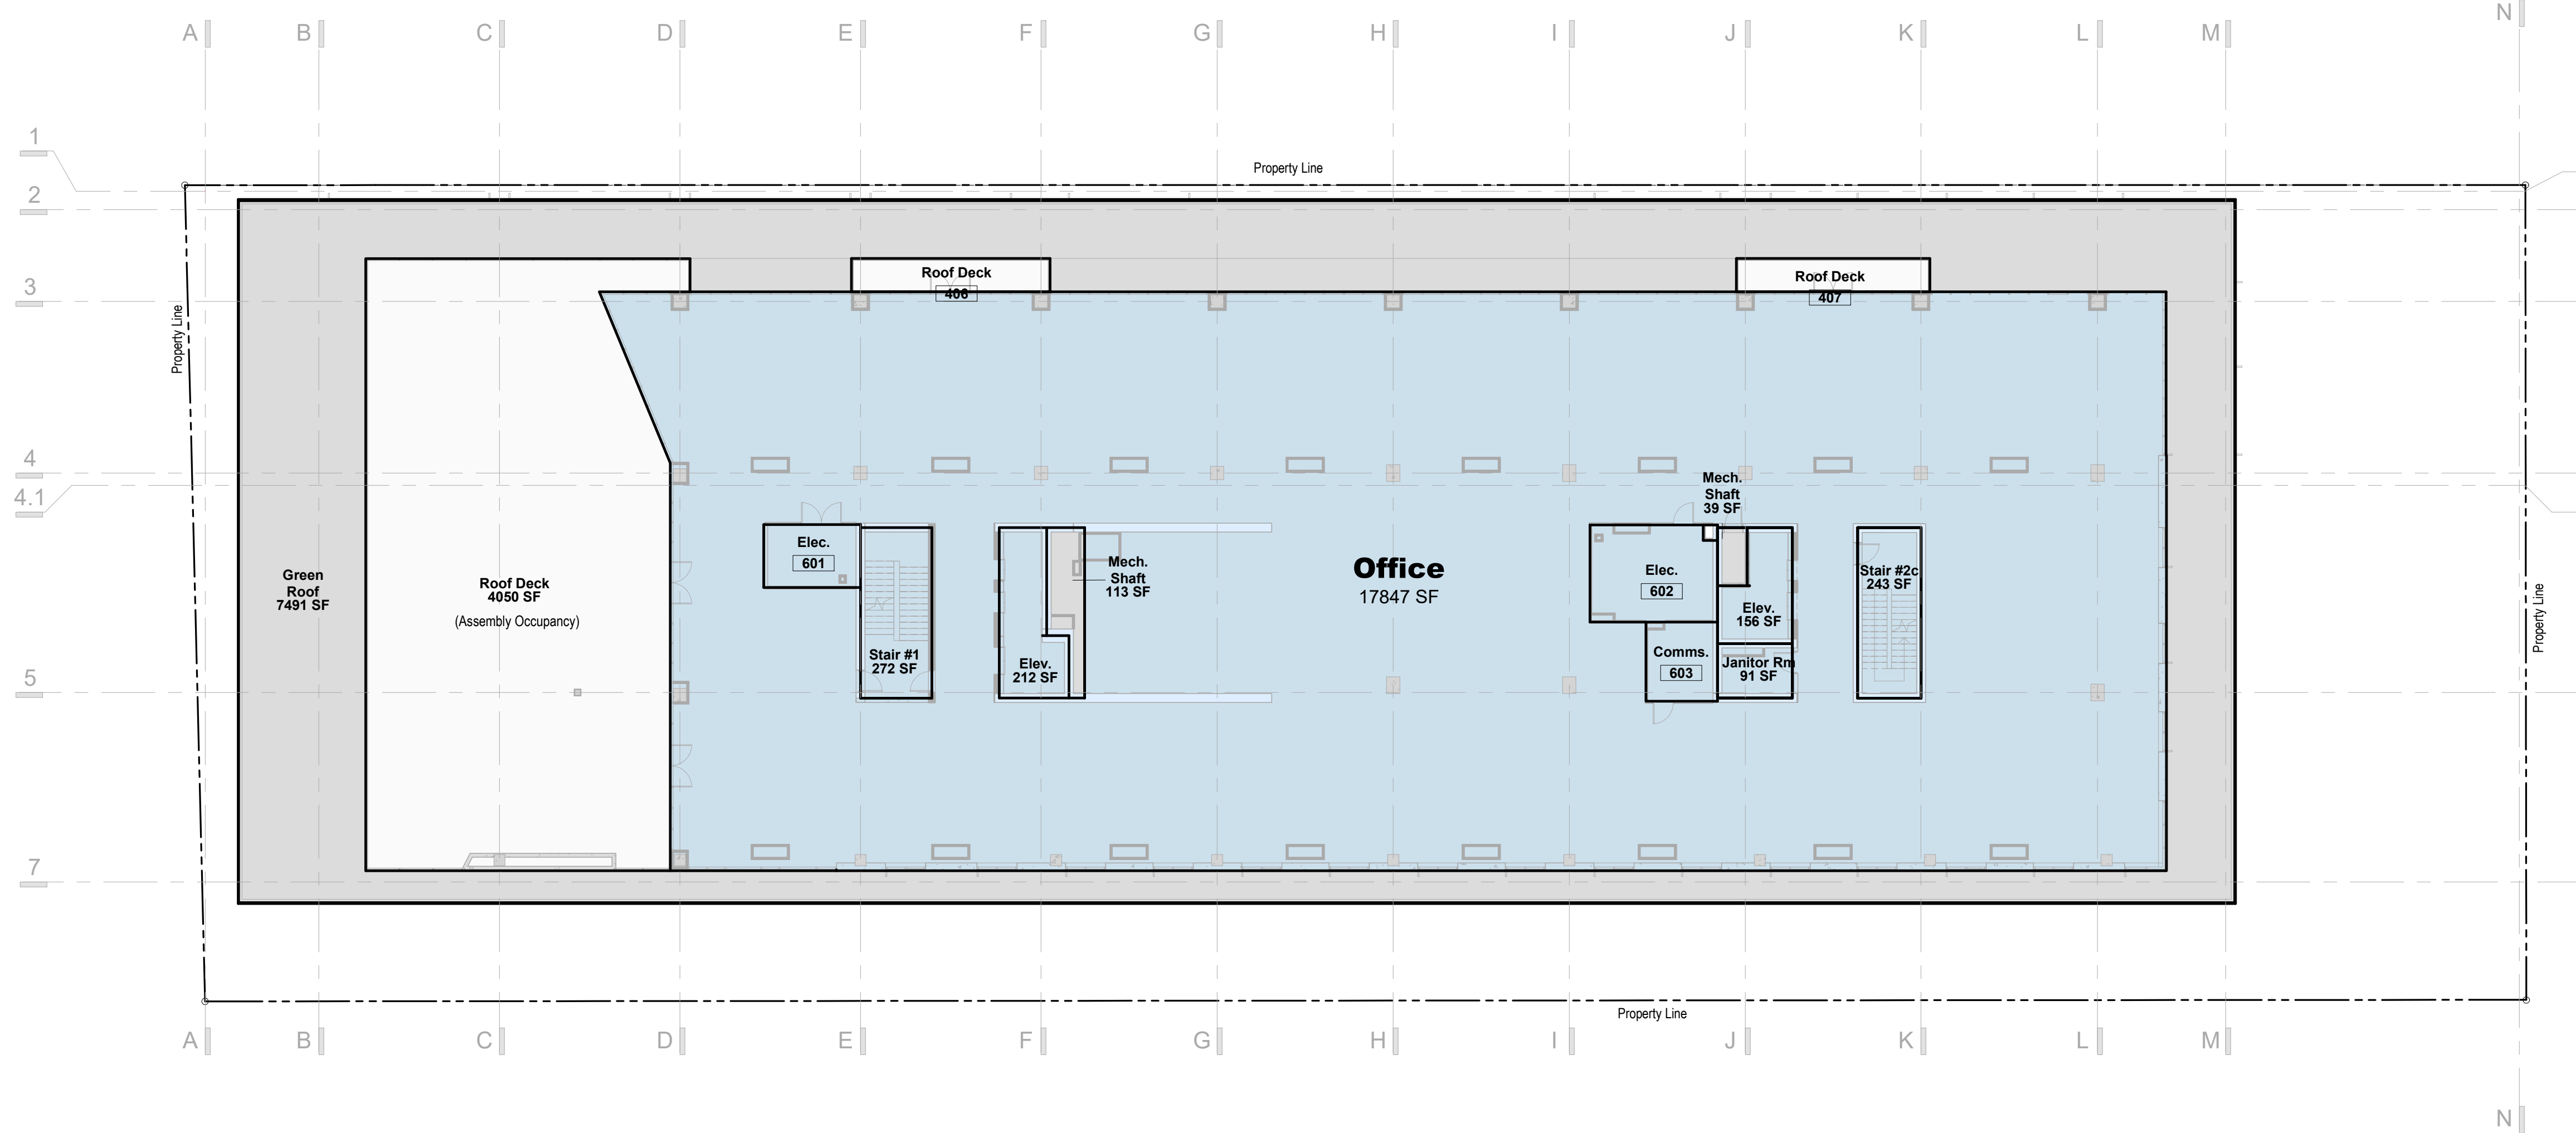 N
A B C D E F G H I J K L M
1
Property Line
2
Roof Deck
406
Roof Deck
407
3
Property Line
4
4.1
Mech.
Shaft
39 SF
Elec.
601
Mech.
Shaft
113 SF
Office
17847 SF
Elec.
602
Stair #2c
243 SF
Green
Roof
7491 SF
Roof Deck
4050 SF
(Assembly Occupancy)
Elev.
156 SF
Property Line
Stair #1
272 SF
Elev.
212 SF
Comms.
603
Janitor Rm
91 SF
5
7
Property Line
A B C D E F G H I J K L M
N